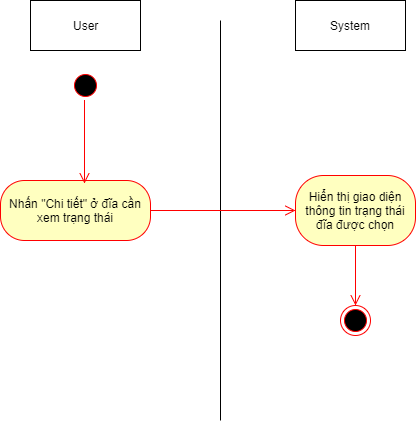 User
System
Nhấn "Chi tiết" ở đĩa cần
xem trạng thái
Hiển thị giao diện
thông tin trạng thái
đĩa được chọn